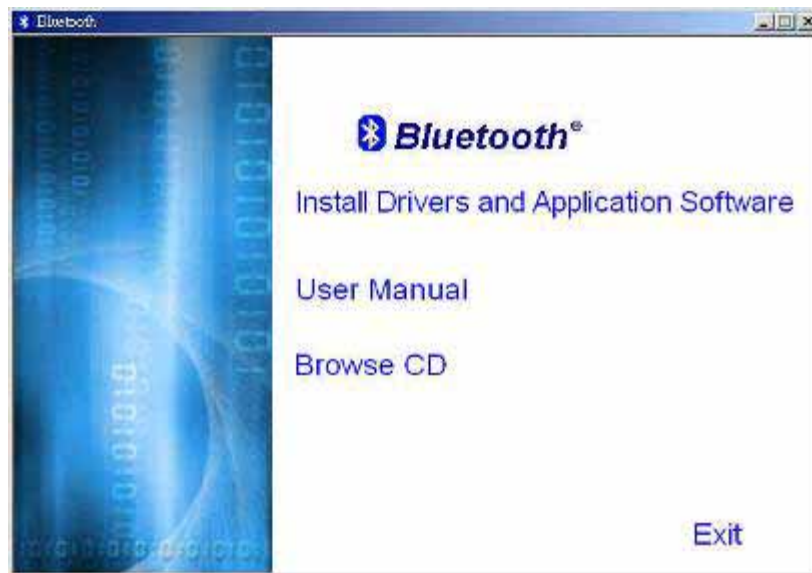 Bluetooth
Bluetooth®
Install Drivers and Application Software
User Manual
Browse CD
Exit